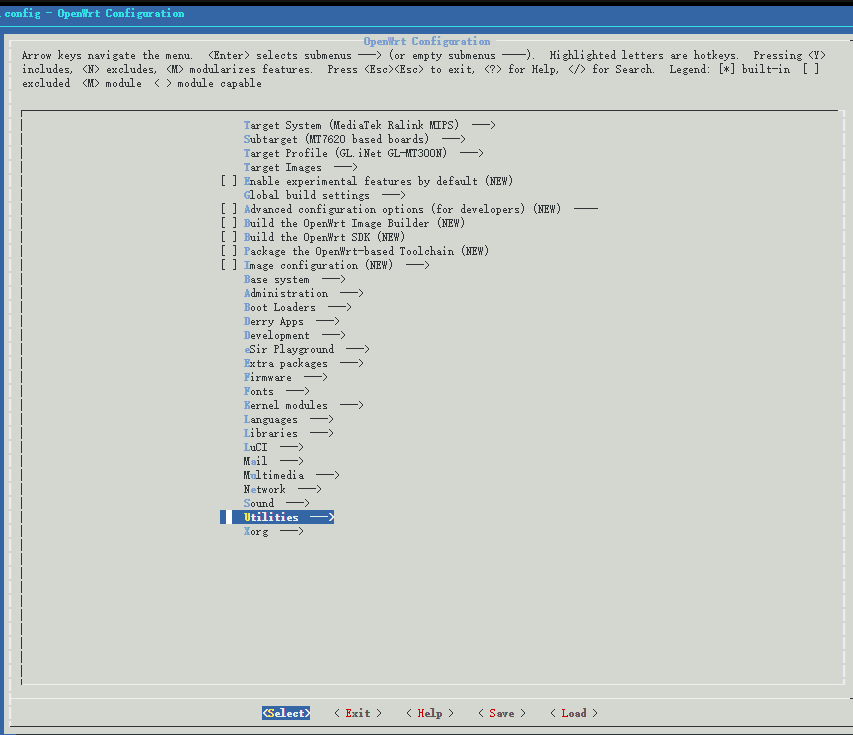 .config - OpenWrt Configuration
OpenWrt Configuration
Arrow keys navigate the menu.  <Enter> selects submenus ---> (or empty submenus ----).  Highlighted letters are hotkeys.  Pressing <Y>
includes, <N> excludes, <M> modularizes features.  Press <Esc><Esc> to exit, <?> for Help, </> for Search.  Legend: [*] built-in  [ ]
excluded  <M> module  < > module capable
Target System (MediaTek Ralink MIPS)  --->
Subtarget (MT7620 based boards)  --->
Target Profile (GL.iNet GL-MT300N)  --->
Target Images  --->
[ ] Enable experimental features by default (NEW)
Global build settings  --->
[ ] Advanced configuration options (for developers) (NEW)  ----
[ ] Build the OpenWrt Image Builder (NEW)
[ ] Build the OpenWrt SDK (NEW)
[ ] Package the OpenWrt-based Toolchain (NEW)
[ ] Image configuration (NEW)  --->
Base system  --->
Administration  --->
Boot Loaders  --->
Derry Apps  --->
Development  --->
eSir Playground  --->
Extra packages  --->
Firmware  --->
Fonts  --->
Kernel modules  --->
Languages  --->
Libraries  --->
LuCI  --->
Mail  --->
Multimedia  --->
Network  --->
Sound  --->
Utilities  --->
Xorg  --->
<Select>    < Exit >    < Help >    < Save >    < Load >